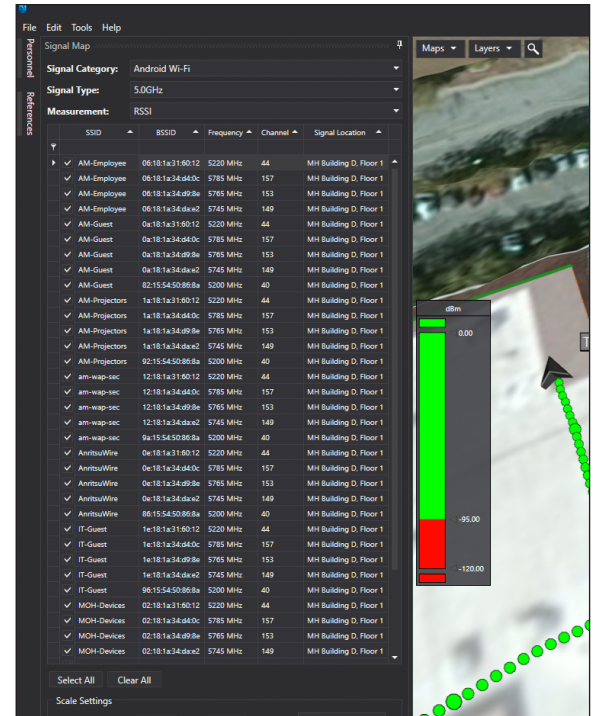 File Edit Tools Help
Personnel
References
Signal Map
Maps Layers
Signal Category: Android Wi-Fi
Signal Type: 5.0GHz
Measurement: RSSI
SSID BSSID Frequency Channel Signal Location
AM-Employee 06:18:1a:31:60:12 5220 MHz 44 MH Building D, Floor 1
AM-Employee 06:18:1a:34:d4:0c 5785 MHz 157 MH Building D, Floor 1
AM-Employee 06:18:1a:34:d9:8e 5765 MHz 153 MH Building D, Floor 1
AM-Employee 06:18:1a:34:da:e2 5745 MHz 149 MH Building D, Floor 1
AM-Guest 0a:18:1a:31:60:12 5220 MHz 44 MH Building D, Floor 1
AM-Guest 0a:18:1a:34:d4:0c 5785 MHz 157 MH Building D, Floor 1
AM-Guest 0a:18:1a:34:d9:8e 5765 MHz 153 MH Building D, Floor 1
AM-Guest 0a:18:1a:34:da:e2 5745 MHz 149 MH Building D, Floor 1
AM-Guest 82:15:54:50:86:8a 5200 MHz 40 MH Building D, Floor 1
AM-Projectors 1a:18:1a:31:60:12 5220 MHz 44 MH Building D, Floor 1
AM-Projectors 1a:18:1a:34:d4:0c 5785 MHz 157 MH Building D, Floor 1
AM-Projectors 1a:18:1a:34:d9:8e 5765 MHz 153 MH Building D, Floor 1
AM-Projectors 1a:18:1a:34:da:e2 5745 MHz 149 MH Building D, Floor 1
AM-Projectors 92:15:54:50:86:8a 5200 MHz 40 MH Building D, Floor 1
am-wap-sec 12:18:1a:31:60:12 5220 MHz 44 MH Building D, Floor 1
am-wap-sec 12:18:1a:34:d4:0c 5785 MHz 157 MH Building D, Floor 1
am-wap-sec 12:18:1a:34:d9:8e 5765 MHz 153 MH Building D, Floor 1
am-wap-sec 12:18:1a:34:da:e2 5745 MHz 149 MH Building D, Floor 1
am-wap-sec 9a:15:54:50:86:8a 5200 MHz 40 MH Building D, Floor 1
AnritsuWire 0e:18:1a:31:60:12 5220 MHz 44 MH Building D, Floor 1
AnritsuWire 0e:18:1a:34:d4:0c 5785 MHz 157 MH Building D, Floor 1
AnritsuWire 0e:18:1a:34:d9:8e 5765 MHz 153 MH Building D, Floor 1
AnritsuWire 0e:18:1a:34:da:e2 5745 MHz 149 MH Building D, Floor 1
AnritsuWire 86:15:54:50:86:8a 5200 MHz 40 MH Building D, Floor 1
IT-Guest 1e:18:1a:31:60:12 5220 MHz 44 MH Building D, Floor 1
IT-Guest 1e:18:1a:34:d4:0c 5785 MHz 157 MH Building D, Floor 1
IT-Guest 1e:18:1a:34:d9:8e 5765 MHz 153 MH Building D, Floor 1
IT-Guest 1e:18:1a:34:da:e2 5745 MHz 149 MH Building D, Floor 1
IT-Guest 96:15:54:50:86:8a 5200 MHz 40 MH Building D, Floor 1
MOH-Devices 02:18:1a:31:60:12 5220 MHz 44 MH Building D, Floor 1
MOH-Devices 02:18:1a:34:d4:0c 5785 MHz 157 MH Building D, Floor 1
MOH-Devices 02:18:1a:34:d9:8e 5765 MHz 153 MH Building D, Floor 1
MOH-Devices 02:18:1a:34:da:e2 5745 MHz 149 MH Building D, Floor 1
Select All Clear All
Scale Settings
dBm
0.00
-95.00
-120.00
T